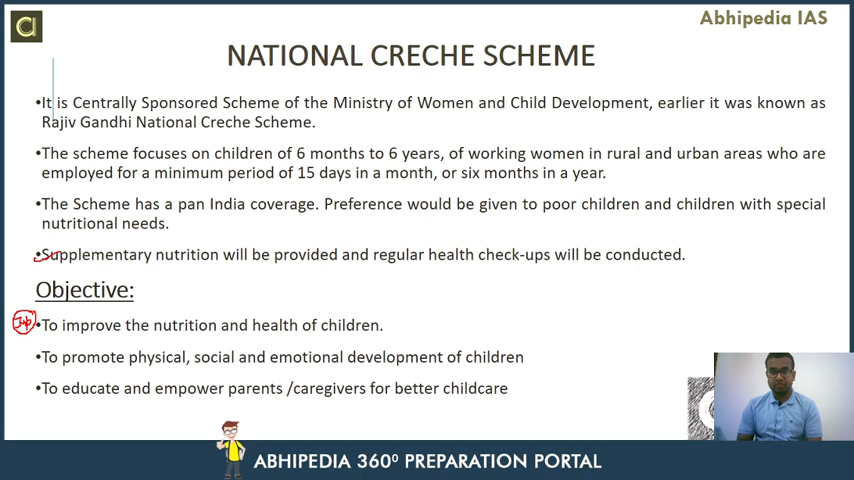 Abhipedia IAS
NATIONAL CRECHE SCHEME
•It is Centrally Sponsored Scheme of the Ministry of Women and Child Development, earlier it was known as
Rajiv Gandhi National Creche Scheme.
•The scheme focuses on children of 6 months to 6 years, of working women in rural and urban areas who are
employed for a minimum period of 15 days in a month, or six months in a year.
•The Scheme has a pan India coverage. Preference would be given to poor children and children with special
nutritional needs.
•Supplementary nutrition will be provided and regular health check-ups will be conducted.
Objective:
Imp
•To improve the nutrition and health of children.
•To promote physical, social and emotional development of children
•To educate and empower parents /caregivers for better childcare
ABHIPEDIA 360⁰ PREPARATION PORTAL